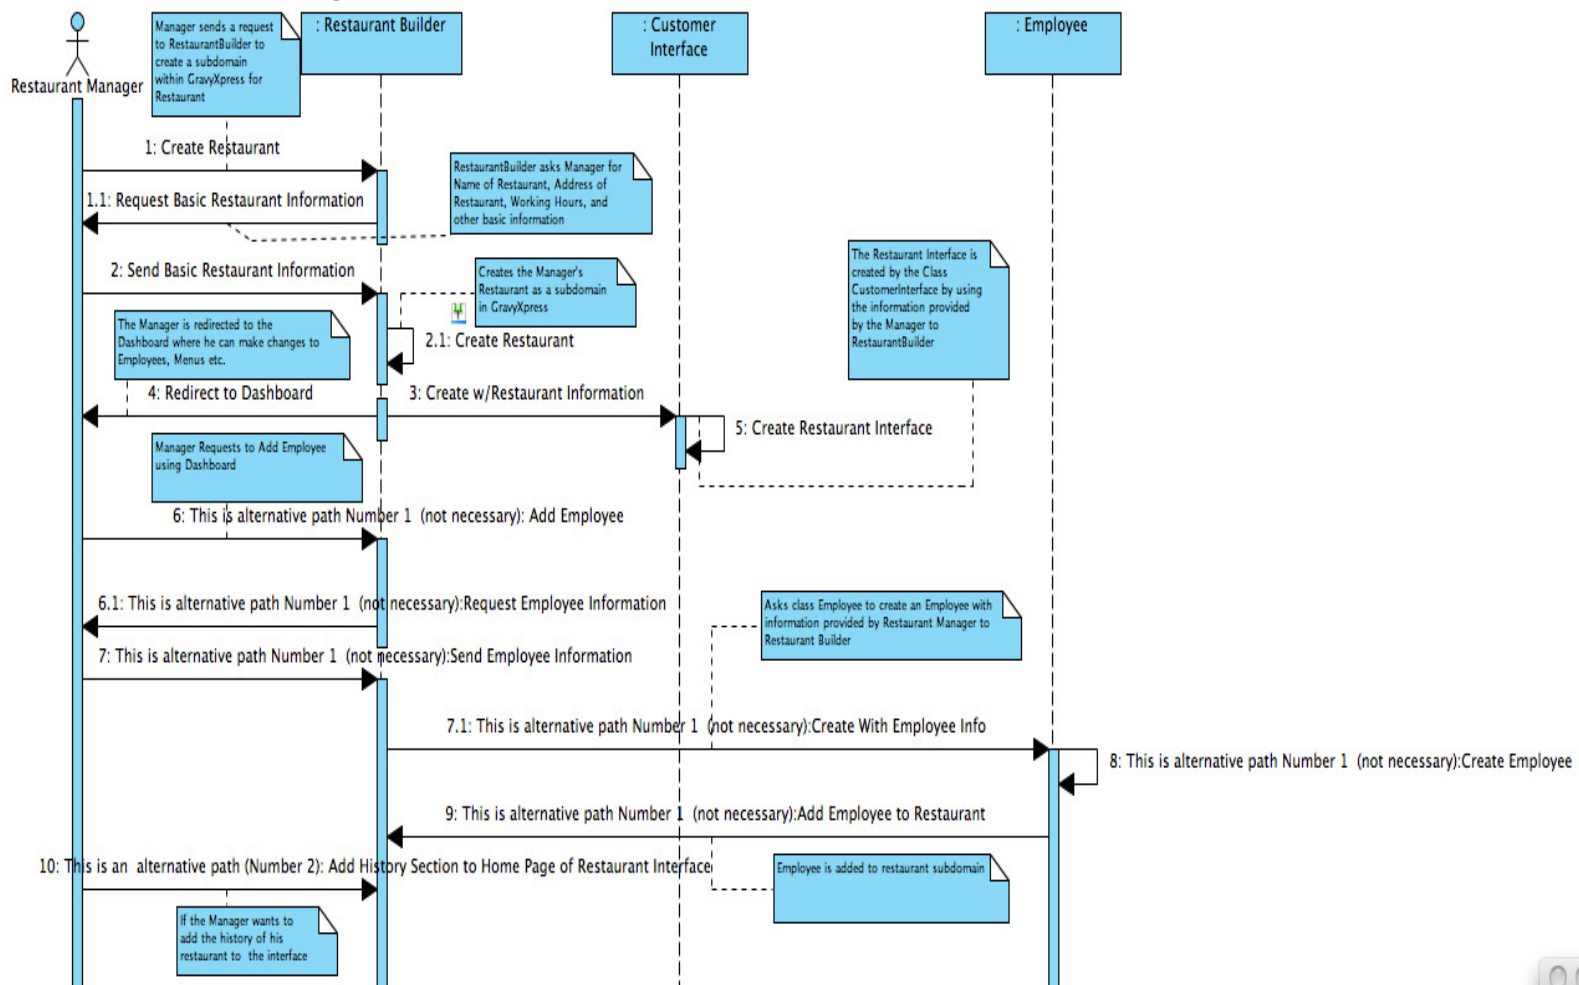 Restaurant Manager
Manager sends a request
to RestaurantBuilder to
create a subdomain
within GravyXpress for
Restaurant
: Restaurant Builder
: Customer
Interface
: Employee
1: Create Restaurant
RestaurantBuilder asks Manager for
Name of Restaurant, Address of
Restaurant, Working Hours, and
other basic information
1.1: Request Basic Restaurant Information
2: Send Basic Restaurant Information
Creates the Manager's
Restaurant as a subdomain
in GravyXpress
The Restaurant Interface is
created by the Class
CustomerInterface by using
the information provided
by the Manager to
RestaurantBuilder
The Manager is redirected to the
Dashboard where he can make changes to
Employees, Menus etc.
2.1: Create Restaurant
4: Redirect to Dashboard
3: Create w/Restaurant Information
5: Create Restaurant Interface
Manager Requests to Add Employee
using Dashboard
6: This is alternative path Number 1 (not necessary): Add Employee
6.1: This is alternative path Number 1 (not necessary):Request Employee Information
Asks class Employee to create an Employee with
information provided by Restaurant Manager to
Restaurant Builder
7: This is alternative path Number 1 (not necessary):Send Employee Information
7.1: This is alternative path Number 1 (not necessary):Create With Employee Info
8: This is alternative path Number 1 (not necessary):Create Employee
9: This is alternative path Number 1 (not necessary):Add Employee to Restaurant
10: This is an alternative path (Number 2): Add History Section to Home Page of Restaurant Interface
Employee is added to restaurant subdomain
If the Manager wants to
add the history of his
restaurant to the interface